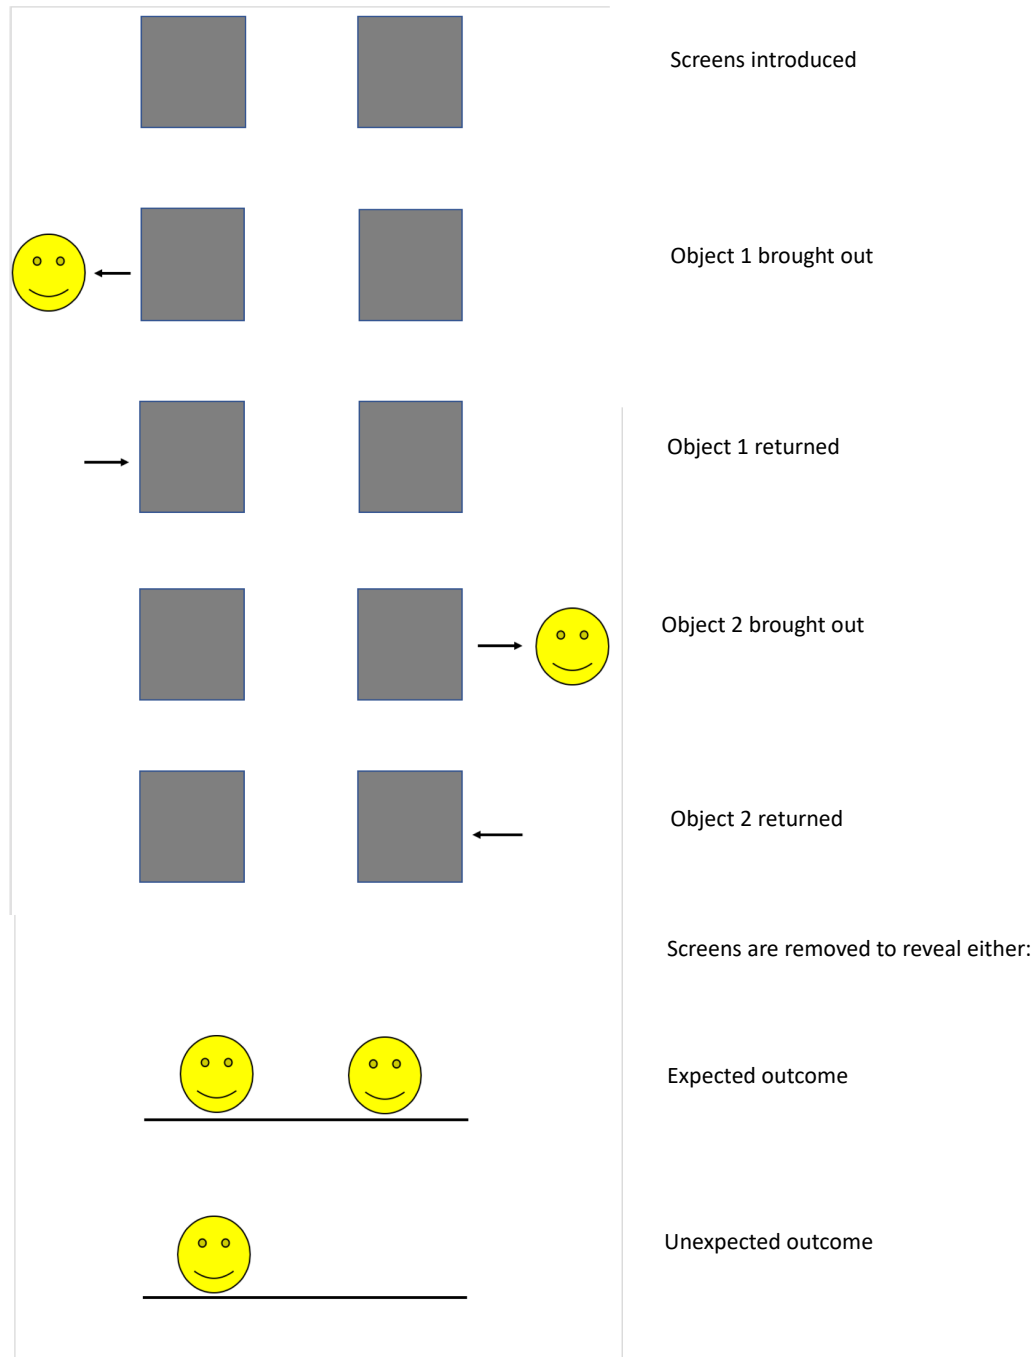 Screens introduced
Object 1 brought out
Object 1 returned
Object 2 brought out
Object 2 returned
Screens are removed to reveal either:
Expected outcome
Unexpected outcome